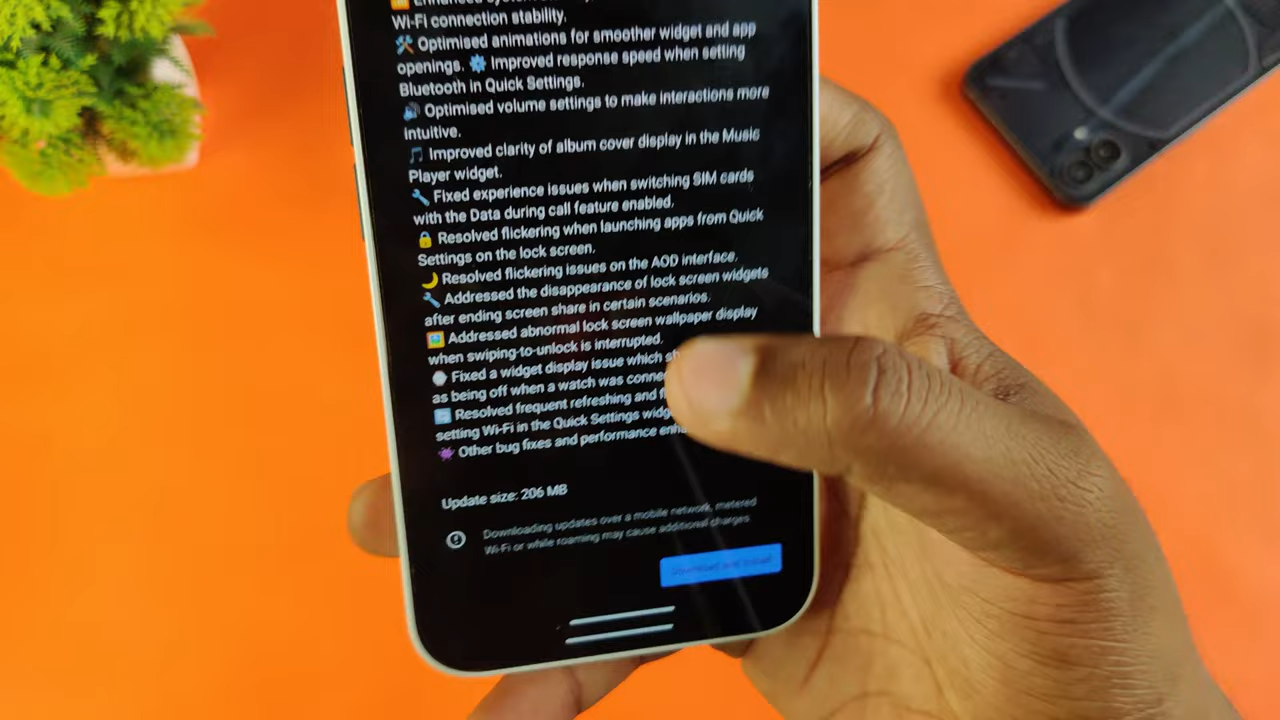 Enhanced
Wi-Fi connection stability.
🛠️ Optimised animations for smoother widget and app
openings. ⚙️ Improved response speed when setting
Bluetooth in Quick Settings.
🔊 Optimised volume settings to make interactions more
intuitive.
🎵 Improved clarity of album cover display in the Music
Player widget.
🔧 Fixed experience issues when switching SIM cards
with the Data during call feature enabled.
🔒 Resolved flickering when launching apps from Quick
Settings on the lock screen.
🌙 Resolved flickering issues on the AOD interface.
🔧 Addressed the disappearance of lock screen widgets
after ending screen share in certain scenarios.
🖼️ Addressed abnormal lock screen wallpaper display
when swiping-to-unlock is interrupted.
Fixed a widget display issue which
as being off when a watch was
Resolved frequent refreshing and
setting Wi-Fi in the Quick Settings
👾 Other bug fixes and performance
Update size: 206 MB
Downloading updates over a mobile network, metered
Wi-Fi or while roaming may cause additional charges
Download and install